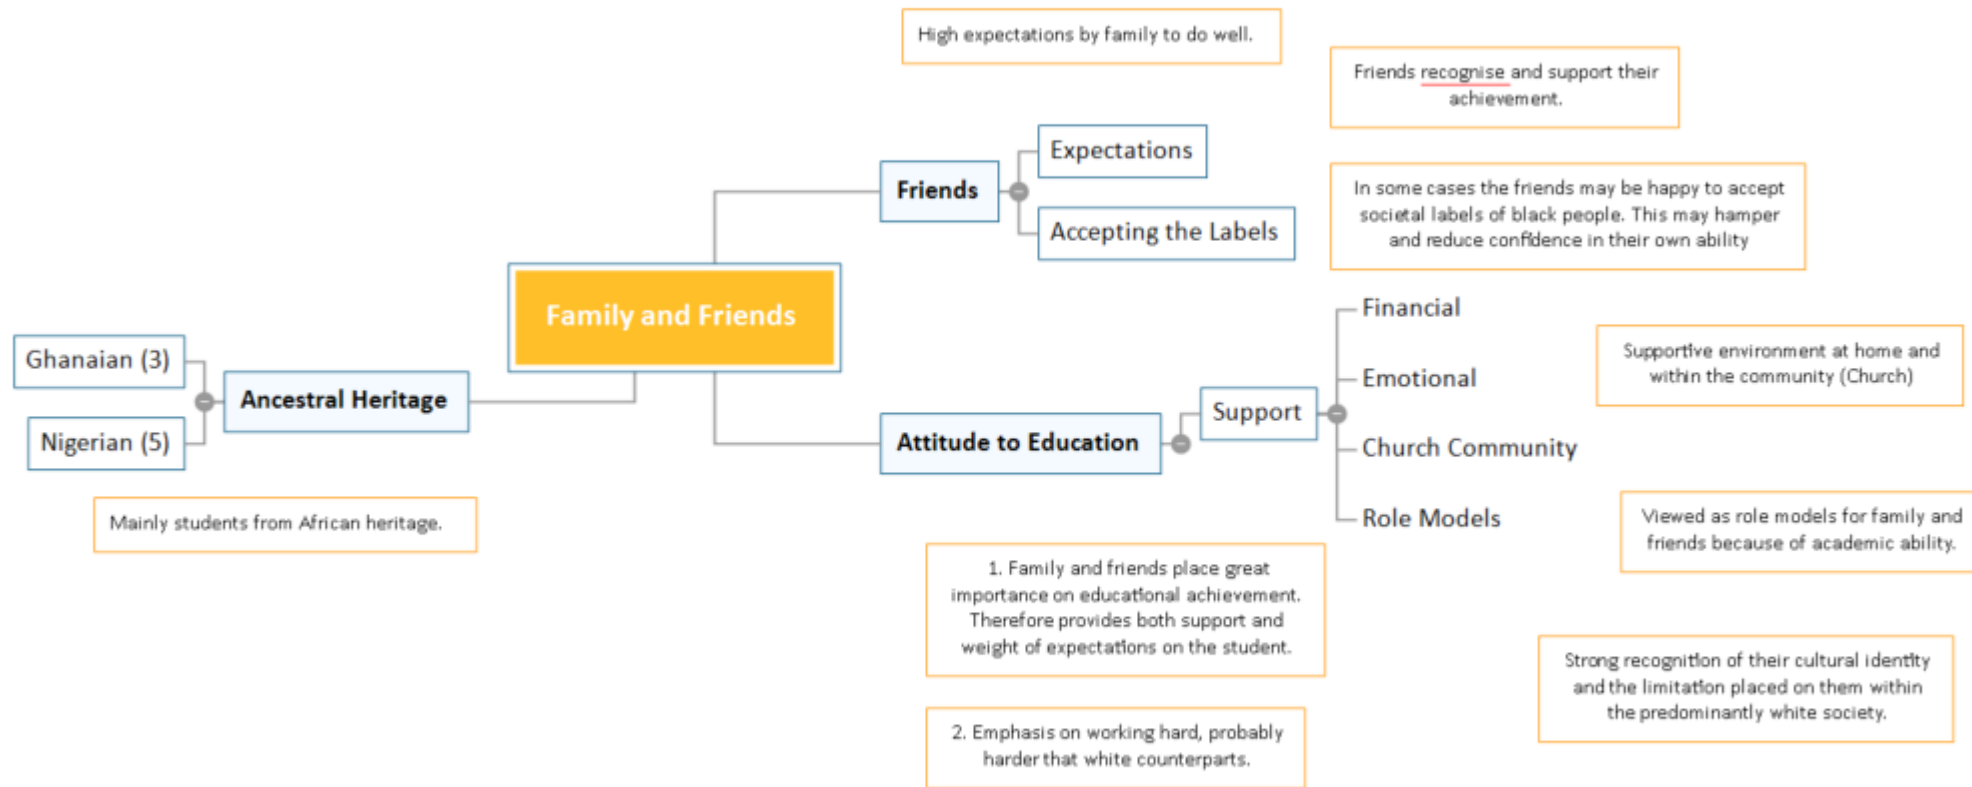 High expectations by family to do well.
Friends recognise and support their
achievement.
Expectations
Friends
Accepting the Labels
In some cases the friends may be happy to accept
societal labels of black people. This may hamper
and reduce confidence in their own ability
Family and Friends
Ghanaian (3)
Ancestral Heritage
Nigerian (5)
Mainly students from African heritage.
Attitude to Education
Support
Financial
Emotional
Church Community
Role Models
Supportive environment at home and
within the community (Church)
Viewed as role models for family and
friends because of academic ability.
1. Family and friends place great
importance on educational achievement.
Therefore provides both support and
weight of expectations on the student.
Strong recognition of their cultural identity
and the limitation placed on them within
the predominantly white society.
2. Emphasis on working hard, probably
harder that white counterparts.